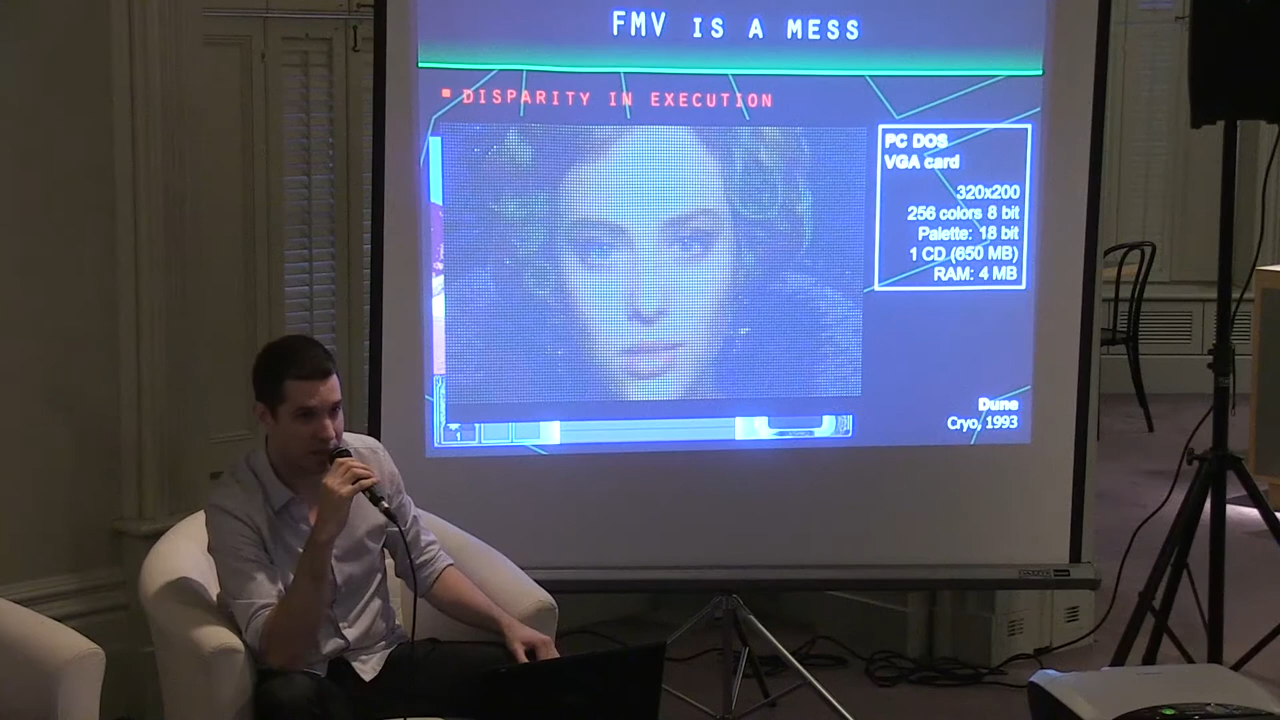 FMV IS A MESS
DISPARITY IN EXECUTION
PC DOS
VGA card
320x200
256 colors 8 bit
Palette: 18 bit
1 CD (650 MB)
RAM: 4 MB
Dune
Cryo, 1993
1